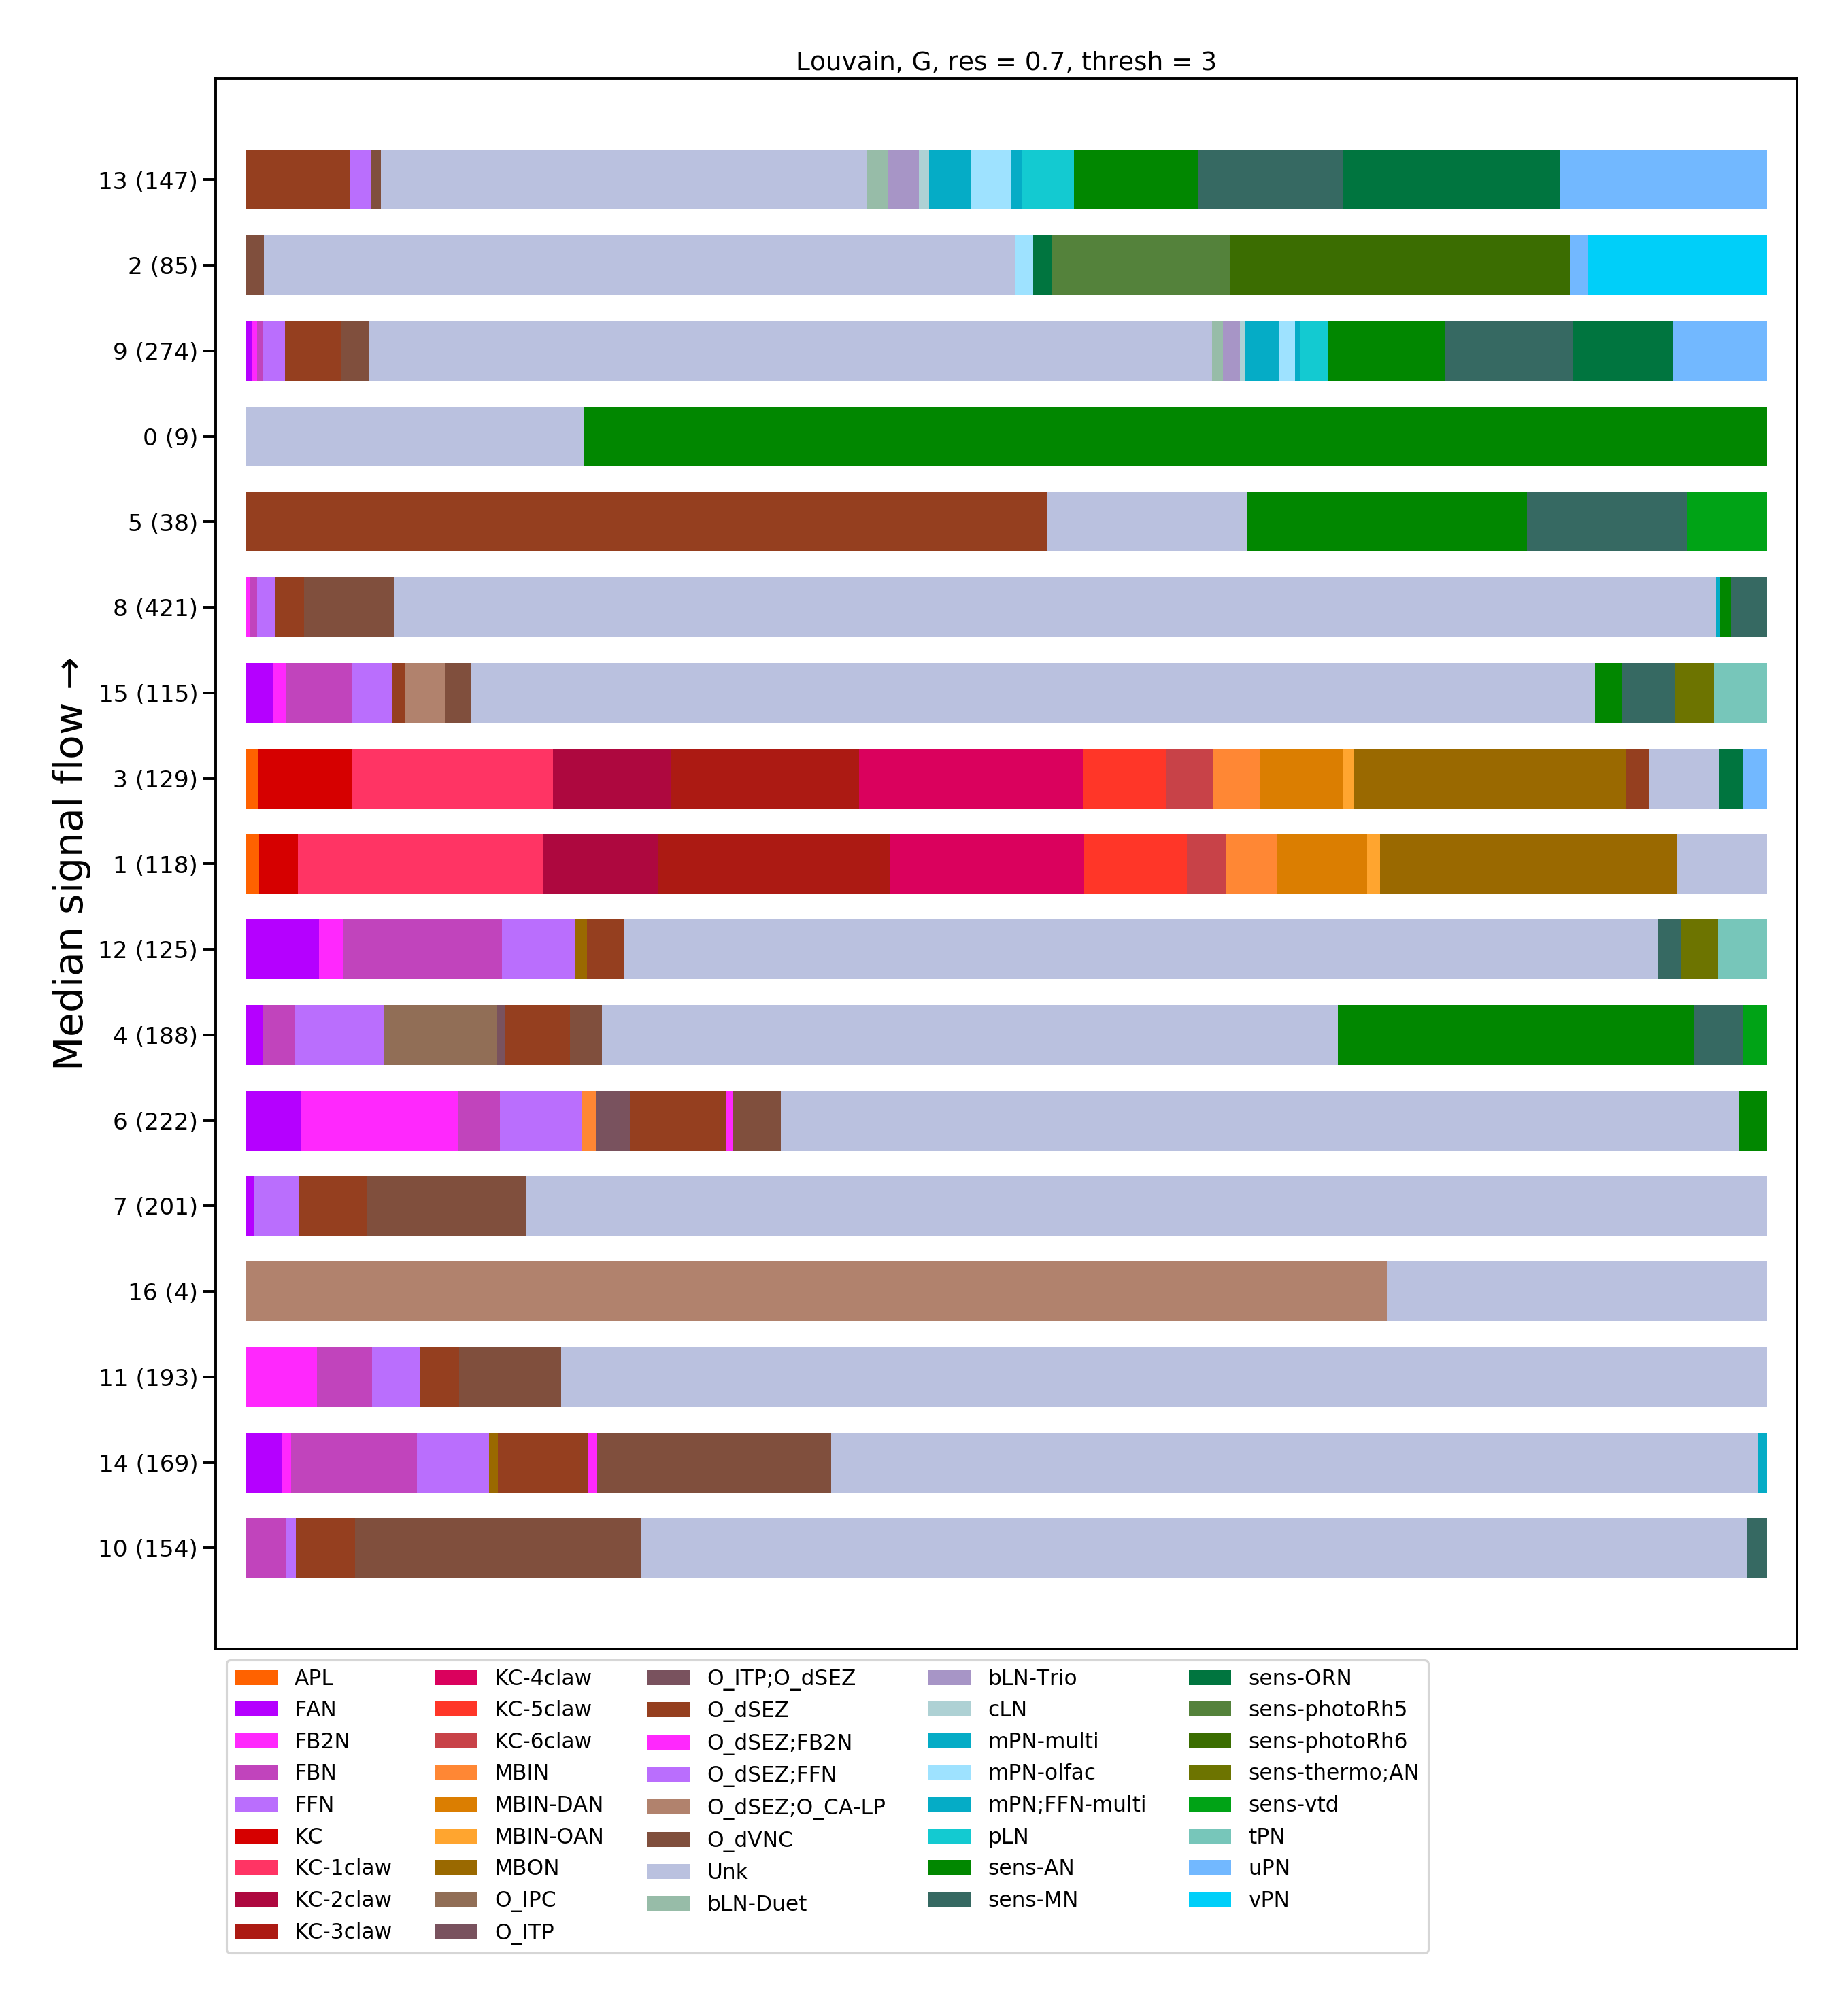 Louvain, G, res = 0.7, thresh = 3
Median signal flow →
13 (147)
2 (85)
9 (274)
0 (9)
5 (38)
8 (421)
15 (115)
3 (129)
1 (118)
12 (125)
4 (188)
6 (222)
7 (201)
16 (4)
11 (193)
14 (169)
10 (154)
APL
FAN
FB2N
FBN
FFN
KC
KC-1claw
KC-2claw
KC-3claw
KC-4claw
KC-5claw
KC-6claw
MBIN
MBIN-DAN
MBIN-OAN
MBON
O_IPC
O_ITP
O_ITP;O_dSEZ
O_dSEZ
O_dSEZ;FB2N
O_dSEZ;FFN
O_dSEZ;O_CA-LP
O_dVNC
Unk
bLN-Duet
bLN-Trio
cLN
mPN-multi
mPN-olfac
mPN;FFN-multi
pLN
sens-AN
sens-MN
sens-ORN
sens-photoRh5
sens-photoRh6
sens-thermo;AN
sens-vtd
tPN
uPN
vPN